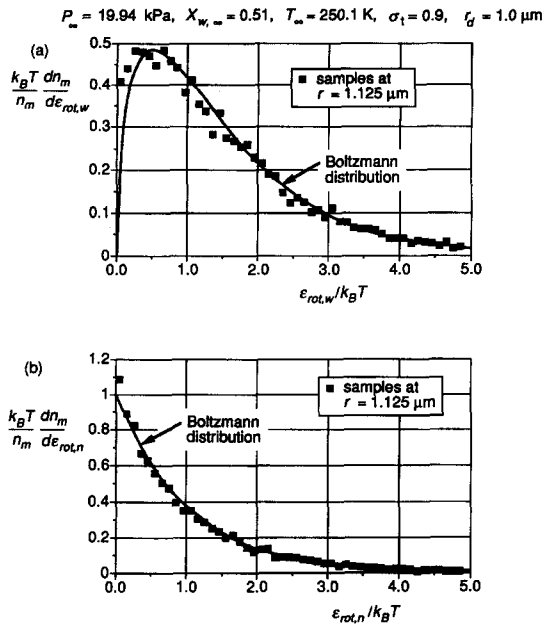 P∞ = 19.94 kPa, Xw,∞ = 0.51, T∞ = 250.1 K, σt = 0.9, rd = 1.0 μm
(a)
kBT dnm
nm dεrot,w
0.5
0.4
0.3
0.2
0.1
0
samples at
r = 1.125 μm
Boltzmann
distribution
0.0 1.0 2.0 3.0 4.0 5.0
εrot,w/kBT
(b)
kBT dnm
nm dεrot,n
1.2
1
0.8
0.6
0.4
0.2
0
samples at
r = 1.125 μm
Boltzmann
distribution
0.0 1.0 2.0 3.0 4.0 5.0
εrot,n/kBT